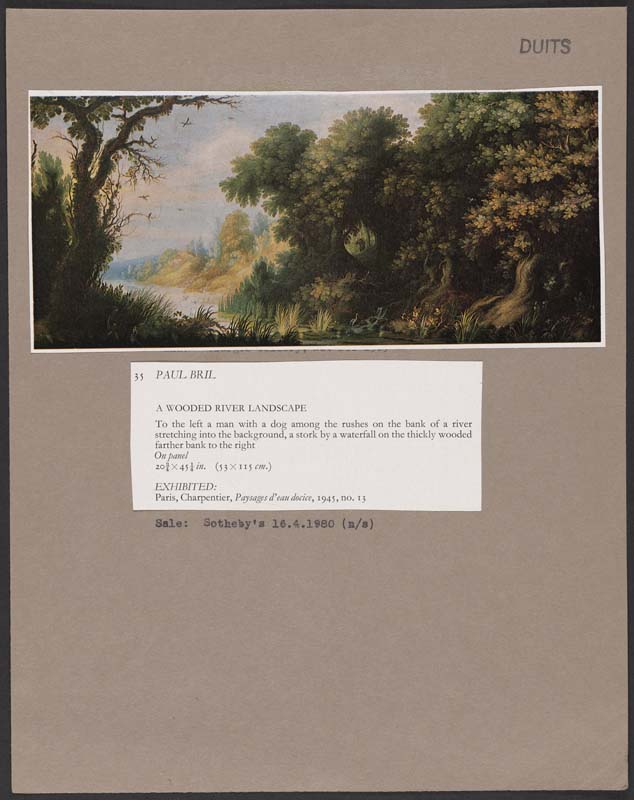 DUITS
35 PAUL BRIL
A WOODED RIVER LANDSCAPE
To the left a man with a dog among the rushes on the bank of a river
stretching into the background, a stork by a waterfall on the thickly wooded
farther bank to the right
On panel
20¾ × 45¼ in. (53 × 115 cm.)
EXHIBITED:
Paris, Charpentier, Paysages d'eau docice, 1945, no. 13
Sale: Sotheby's 16.4.1980 (n/s)